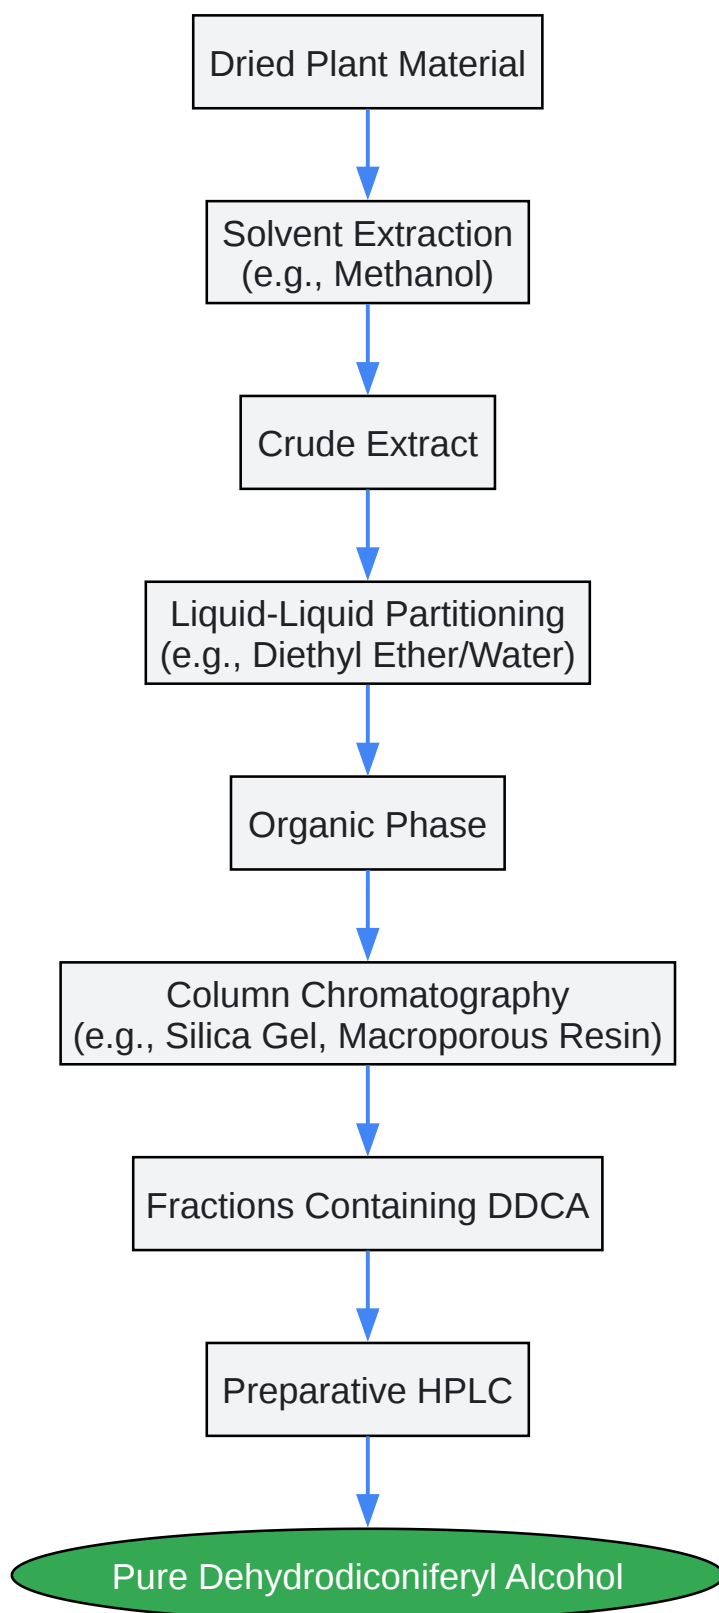 Dried Plant Material
Solvent Extraction
(e.g., Methanol)
Crude Extract
Liquid-Liquid Partitioning
(e.g., Diethyl Ether/Water)
Organic Phase
Column Chromatography
(e.g., Silica Gel, Macroporous Resin)
Fractions Containing DDCA
Preparative HPLC
Pure Dehydrodiconiferyl Alcohol